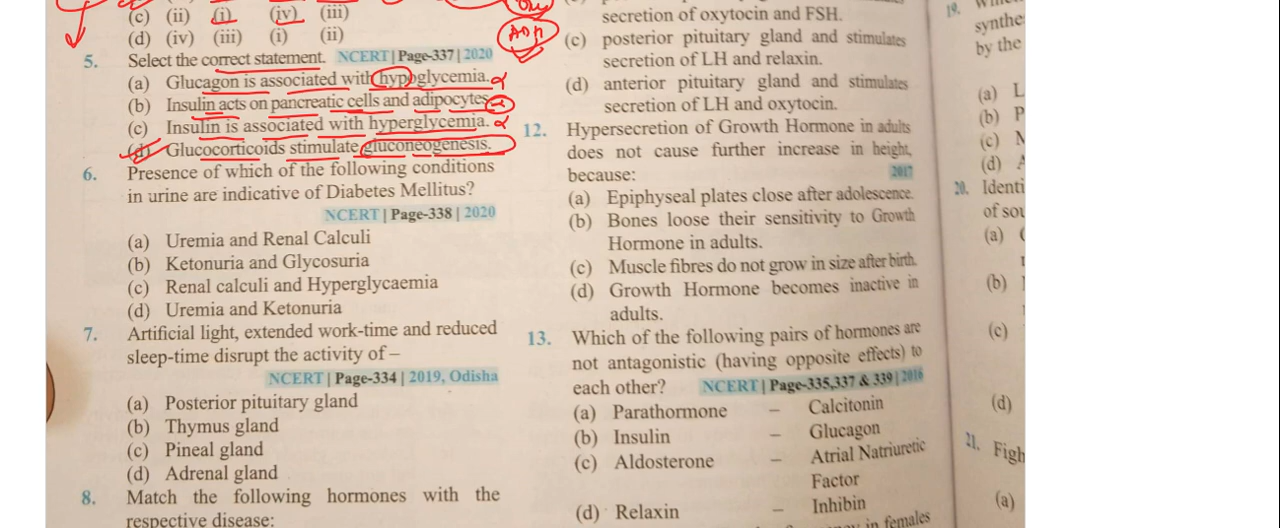 (c) (ii) (i) (iv) (iii)
(d) (iv) (iii) (i) (ii)
5. Select the correct statement. NCERT | Page-337 | 2020
(a) Glucagon is associated with hypoglycemia.
(b) Insulin acts on pancreatic cells and adipocytes.
(c) Insulin is associated with hyperglycemia.
(d) Glucocorticoids stimulate gluconeogenesis.
6. Presence of which of the following conditions
in urine are indicative of Diabetes Mellitus?
NCERT | Page-338 | 2020
(a) Uremia and Renal Calculi
(b) Ketonuria and Glycosuria
(c) Renal calculi and Hyperglycaemia
(d) Uremia and Ketonuria
7. Artificial light, extended work-time and reduced
sleep-time disrupt the activity of –
NCERT | Page-334 | 2019, Odisha
(a) Posterior pituitary gland
(b) Thymus gland
(c) Pineal gland
(d) Adrenal gland
8. Match the following hormones with the
respective disease:
secretion of oxytocin and FSH.
(c) posterior pituitary gland and stimulates
secretion of LH and relaxin.
(d) anterior pituitary gland and stimulates
secretion of LH and oxytocin.
12. Hypersecretion of Growth Hormone in adults
does not cause further increase in height,
because: 2017
(a) Epiphyseal plates close after adolescence.
(b) Bones loose their sensitivity to Growth
Hormone in adults.
(c) Muscle fibres do not grow in size after birth.
(d) Growth Hormone becomes inactive in
adults.
13. Which of the following pairs of hormones are
not antagonistic (having opposite effects) to
each other? NCERT | Page-335,337 & 339 | 2016
(a) Parathormone – Calcitonin
(b) Insulin – Glucagon
(c) Aldosterone – Atrial Natriuretic
Factor
(d) Relaxin – Inhibin
in females
19.
synthe
by the
(a) L
(b) P
(c) M
(d) A
20. Identi
of sou
(a)
(b)
(c)
(d)
21. Figh
(a)